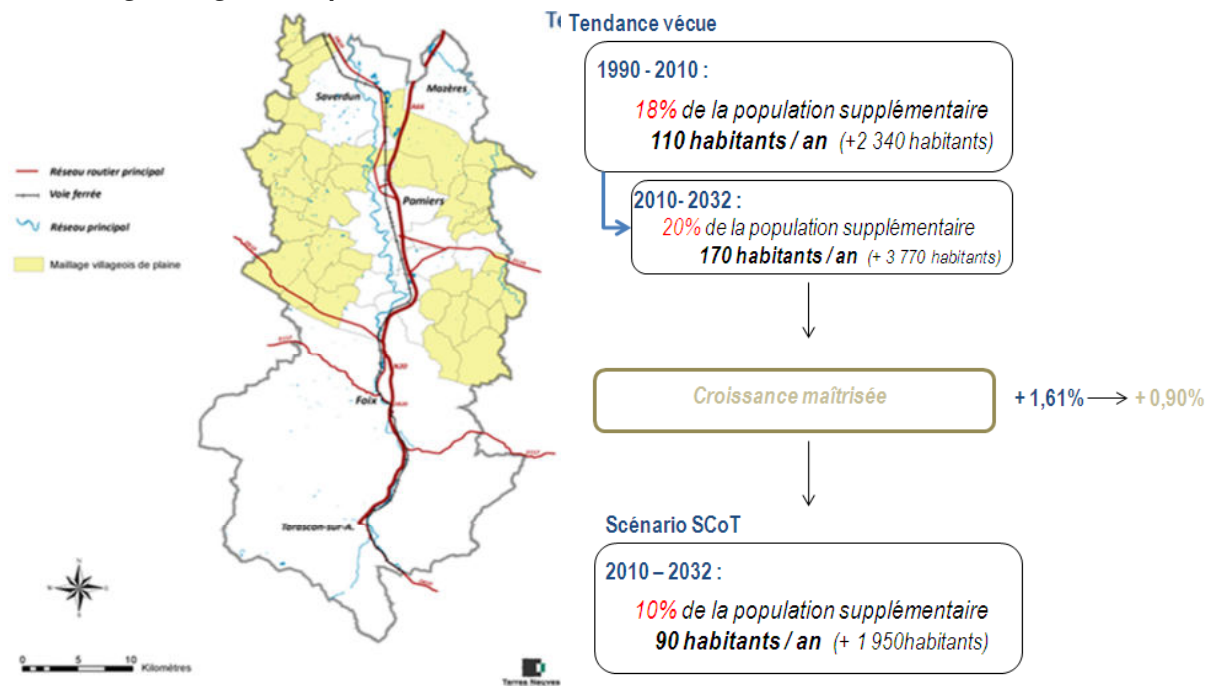 Saverdun
Mazères
A66
Pamiers
Foix
N20
Tarascon-sur-A.
Réseau routier principal
Voie ferrée
Réseau principal
Maillage villageois de plaine
0 5 10
Kilomètres
Terres Neuves
Tendance vécue
1990 - 2010 :
18% de la population supplémentaire
110 habitants / an (+2 340 habitants)
2010- 2032 :
20% de la population supplémentaire
170 habitants / an (+ 3 770 habitants)
Croissance maîtrisée
+ 1,61% + 0,90%
Scénario SCoT
2010 – 2032 :
10% de la population supplémentaire
90 habitants / an (+ 1 950habitants)